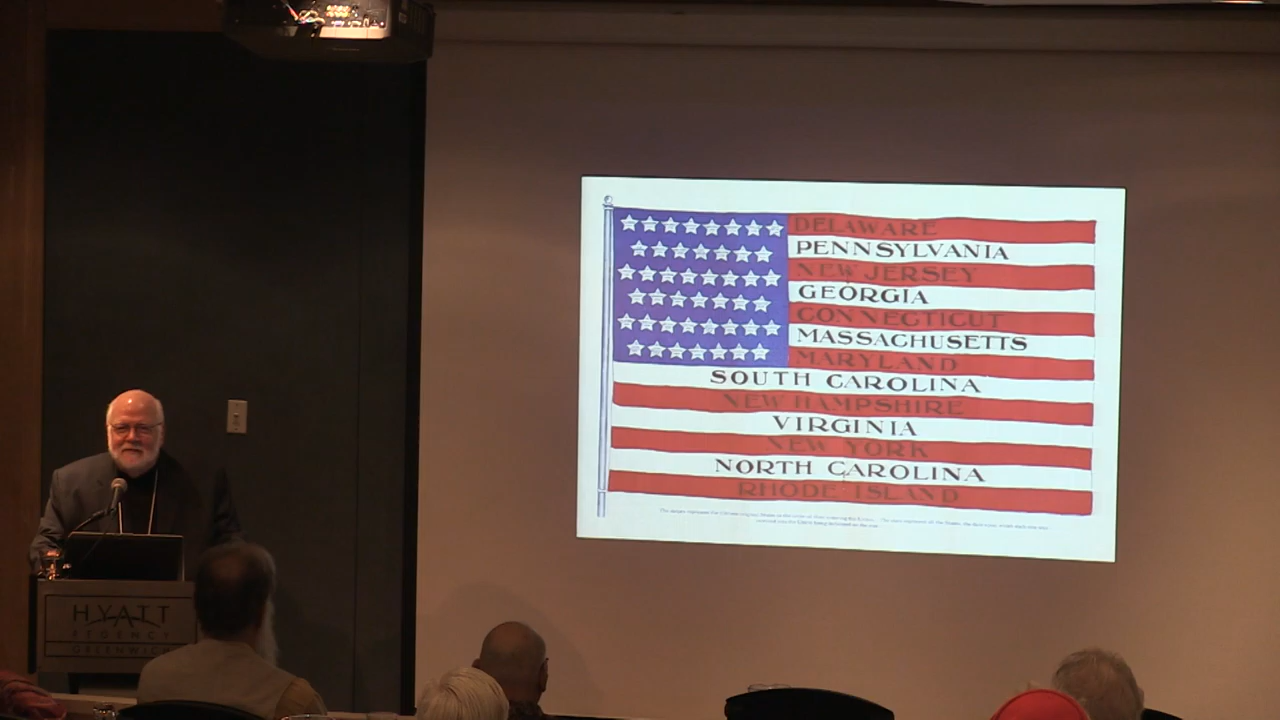 DELAWARE
PENNSYLVANIA
NEW JERSEY
GEORGIA
CONNECTICUT
MASSACHUSETTS
MARYLAND
SOUTH CAROLINA
NEW HAMPSHIRE
VIRGINIA
NEW YORK
NORTH CAROLINA
RHODE ISLAND
HYATT
REGENCY
GREENWICH